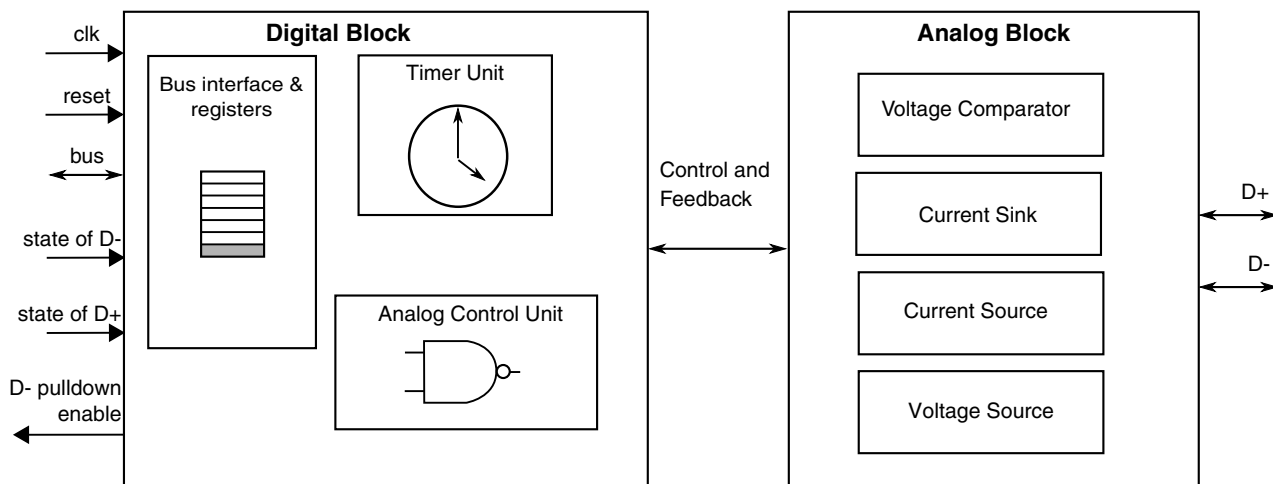 clk
reset
bus
state of D-
state of D+
D- pulldown
enable
Digital Block
Bus interface &
registers
Timer Unit
Analog Control Unit
Control and
Feedback
Analog Block
Voltage Comparator
Current Sink
Current Source
Voltage Source
D+
D-